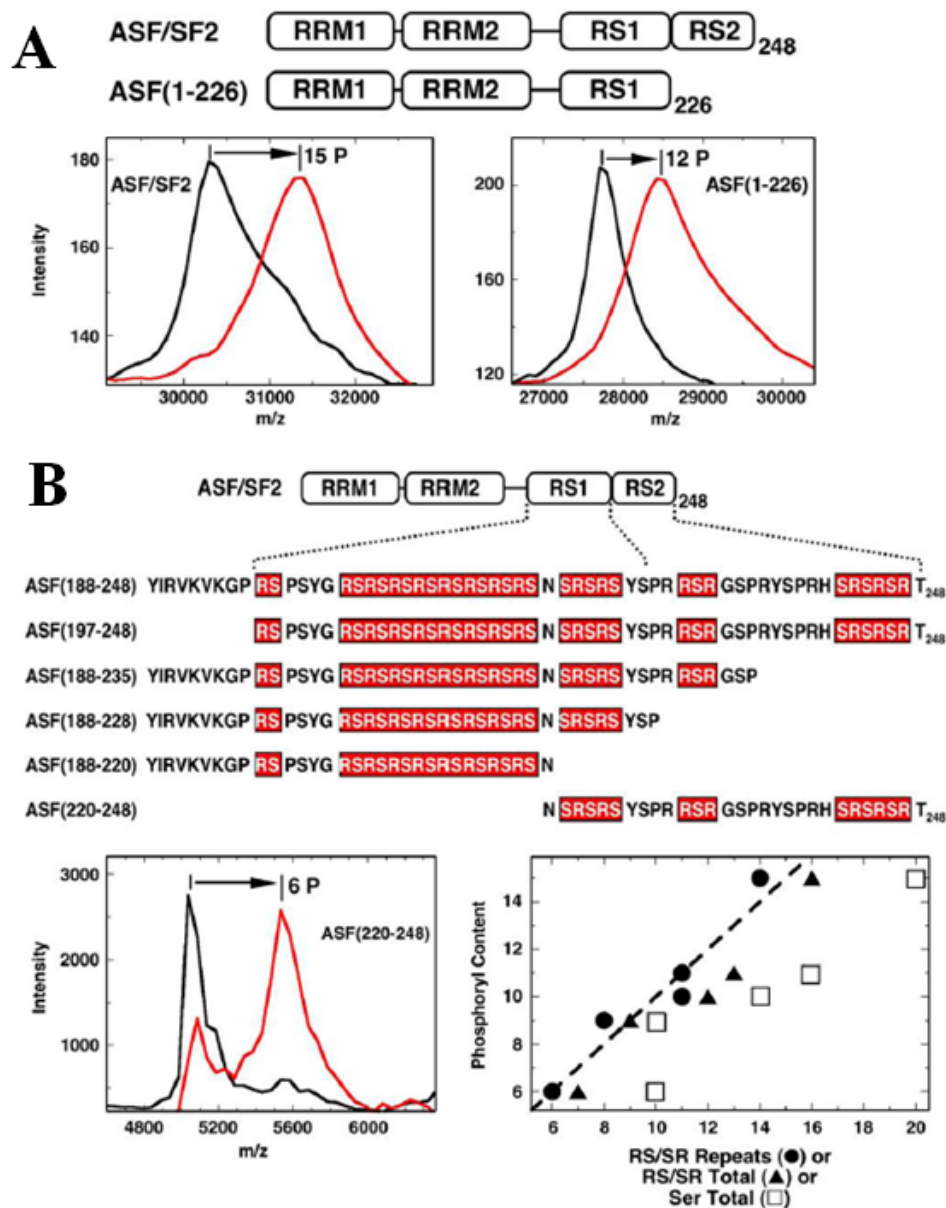 A
ASF/SF2 RRM1 RRM2 RS1 RS2 248
ASF(1-226) RRM1 RRM2 RS1 226
180
160
140
Intensity
ASF/SF2
15 P
30000 31000 32000
m/z
200
160
120
12 P
ASF(1-226)
27000 28000 29000 30000
m/z
B
ASF/SF2 RRM1 RRM2 RS1 RS2 248
ASF(188-248) YIRVKVKGP RS PSYG RSRSRSRSRSRSRSRSRS N SRSRS YSPR RSR GSPRYSPRH SRSRSR T248
ASF(197-248) RS PSYG RSRSRSRSRSRSRSRSRS N SRSRS YSPR RSR GSPRYSPRH SRSRSR T248
ASF(188-235) YIRVKVKGP RS PSYG RSRSRSRSRSRSRSRSRS N SRSRS YSPR RSR GSP
ASF(188-228) YIRVKVKGP RS PSYG RSRSRSRSRSRSRSRSRS N SRSRS YSP
ASF(188-220) YIRVKVKGP RS PSYG RSRSRSRSRSRSRSRSRS N
ASF(220-248) N SRSRS YSPR RSR GSPRYSPRH SRSRSR T248
3000
2000
1000
Intensity
6 P
ASF(220-248)
4800 5200 5600 6000
m/z
14
12
10
8
6
Phosphoryl Content
6 8 10 12 14 16 18 20
RS/SR Repeats (●) or
RS/SR Total (▲) or
Ser Total (□)